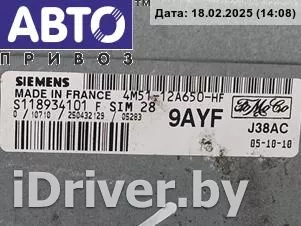 АВТО
ПРИВОЗ
Дата: 18.02.2025 (14:08)
SIEMENS
MADE IN FRANCE 4M51-12A650-HF
S118934101 F SIM 28
0 / 10710 / 250432129 / 05283
9AYF
FoMoCo
J38AC
05-10-10
iDriver.by